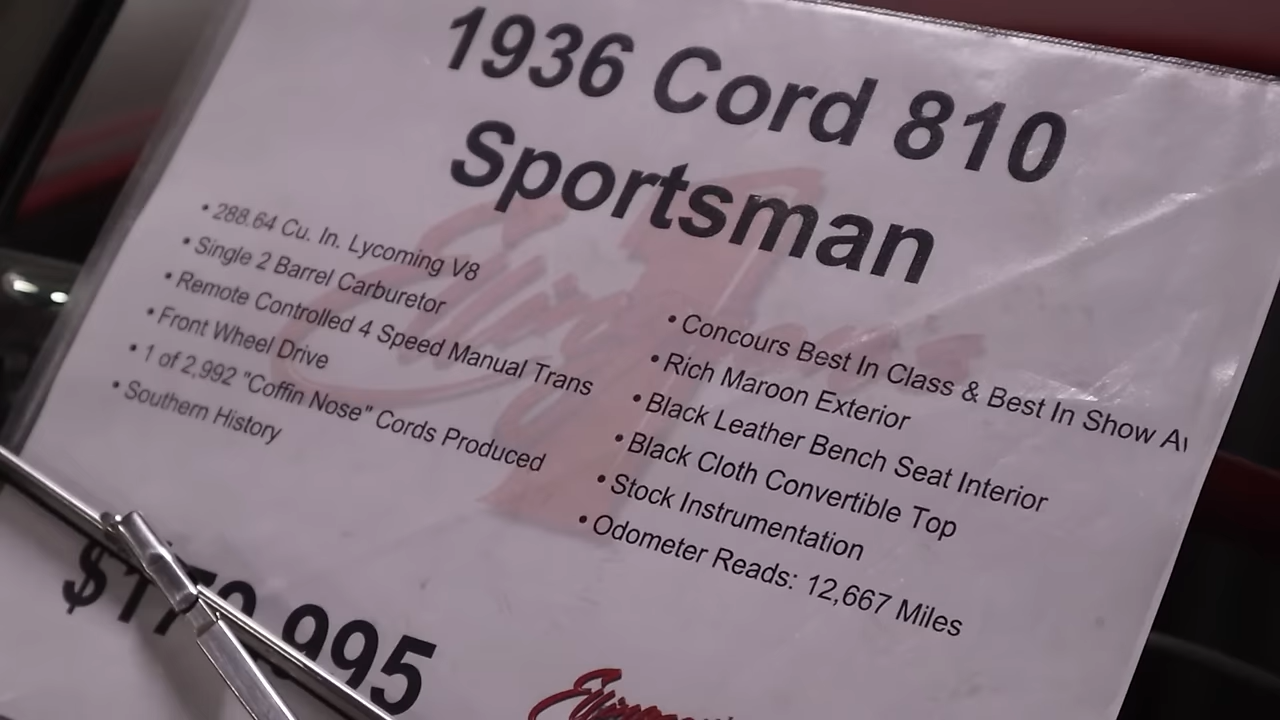 1936 Cord 810
Sportsman
• 288.64 Cu. In. Lycoming V8
• Single 2 Barrel Carburetor
• Remote Controlled 4 Speed Manual Trans
• Front Wheel Drive
• 1 of 2,992 "Coffin Nose" Cords Produced
• Southern History
• Concours Best In Class & Best In Show
• Rich Maroon Exterior
• Black Leather Bench Seat Interior
• Black Cloth Convertible Top
• Stock Instrumentation
• Odometer Reads: 12,667 Miles